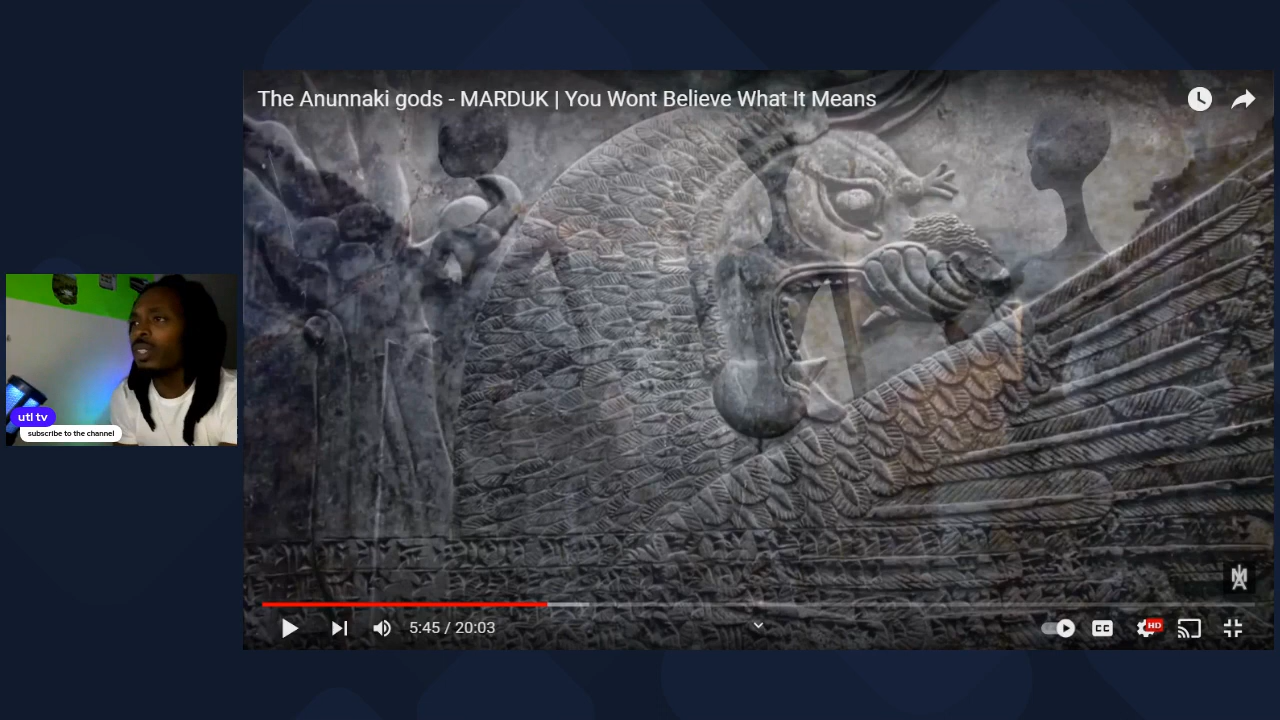 The Anunnaki gods - MARDUK | You Wont Believe What It Means
utl tv
subscribe to the channel
MA
5:45 / 20:03
CC
HD